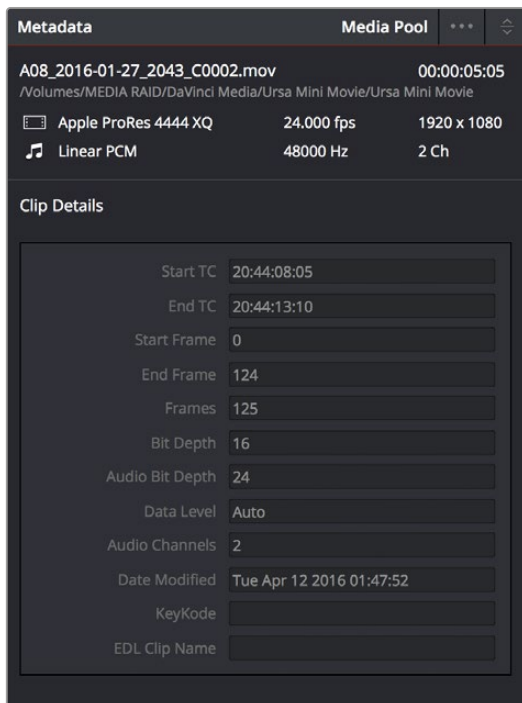 Metadata Media Pool •••
A08_2016-01-27_2043_C0002.mov 00:00:05:05
/Volumes/MEDIA RAID/DaVinci Media/Ursa Mini Movie/Ursa Mini Movie
Apple ProRes 4444 XQ 24.000 fps 1920 x 1080
Linear PCM 48000 Hz 2 Ch
Clip Details
Start TC 20:44:08:05
End TC 20:44:13:10
Start Frame 0
End Frame 124
Frames 125
Bit Depth 16
Audio Bit Depth 24
Data Level Auto
Audio Channels 2
Date Modified Tue Apr 12 2016 01:47:52
KeyKode
EDL Clip Name